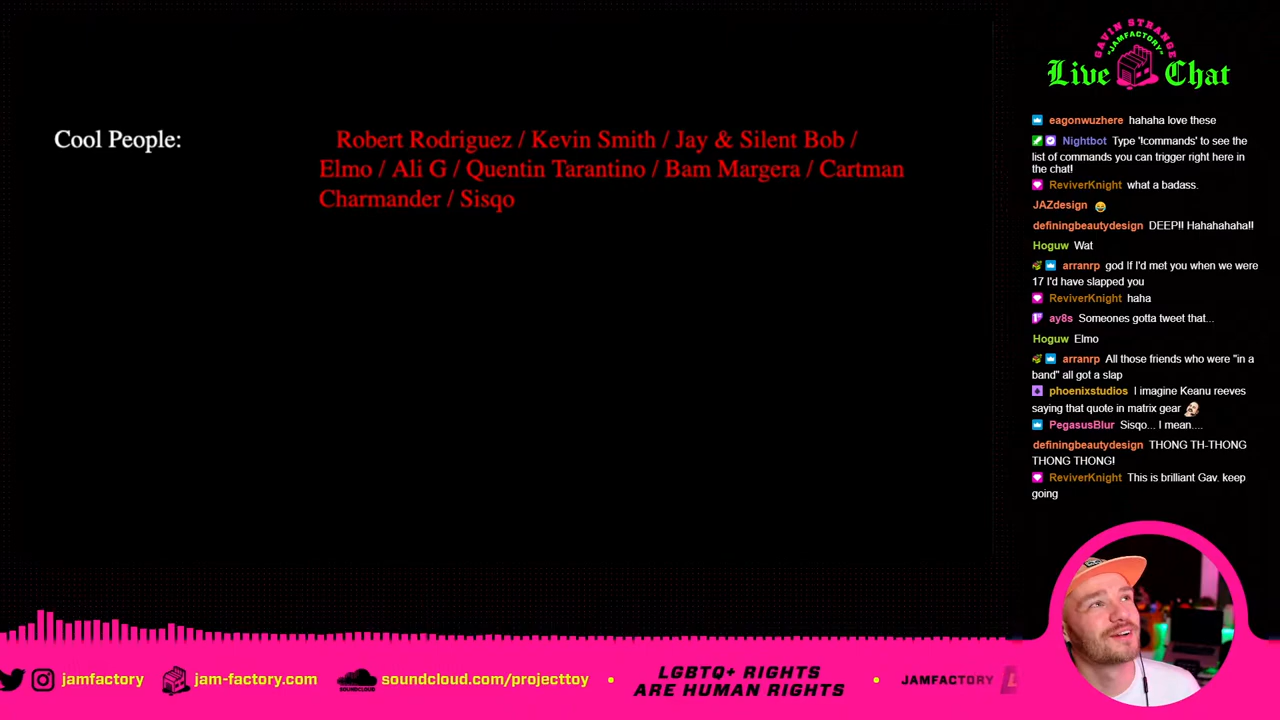 Cool People:
Robert Rodriguez / Kevin Smith / Jay & Silent Bob /
Elmo / Ali G / Quentin Tarantino / Bam Margera / Cartman
Charmander / Sisqo
GAVIN STRANGE
"JAMFACTORY"
Live Chat
eagonwuzhere hahaha love these
Nightbot Type '!commands' to see the
list of commands you can trigger right here in
the chat!
ReviverKnight what a badass.
JAZdesign
definingbeautydesign DEEP!! Hahahahaha!!
Hoguw Wat
arranrp god If I'd met you when we were
17 I'd have slapped you
ReviverKnight haha
ay8s Someones gotta tweet that...
Hoguw Elmo
arranrp All those friends who were "in a
band" all got a slap
phoenixstudios I imagine Keanu reeves
saying that quote in matrix gear
PegasusBlur Sisqo... I mean....
definingbeautydesign THONG TH-THONG
THONG THONG!
ReviverKnight This is brilliant Gav. keep
going
jamfactory
jam-factory.com
SOUNDCLOUD
soundcloud.com/projecttoy
LGBTQ+ RIGHTS
ARE HUMAN RIGHTS
JAMFACTORY